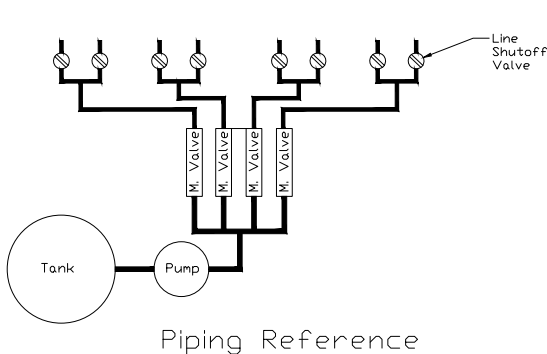 Line
Shutoff
Valve
M. Valve
M. Valve
M. Valve
M. Valve
Tank
Pump
Piping Reference